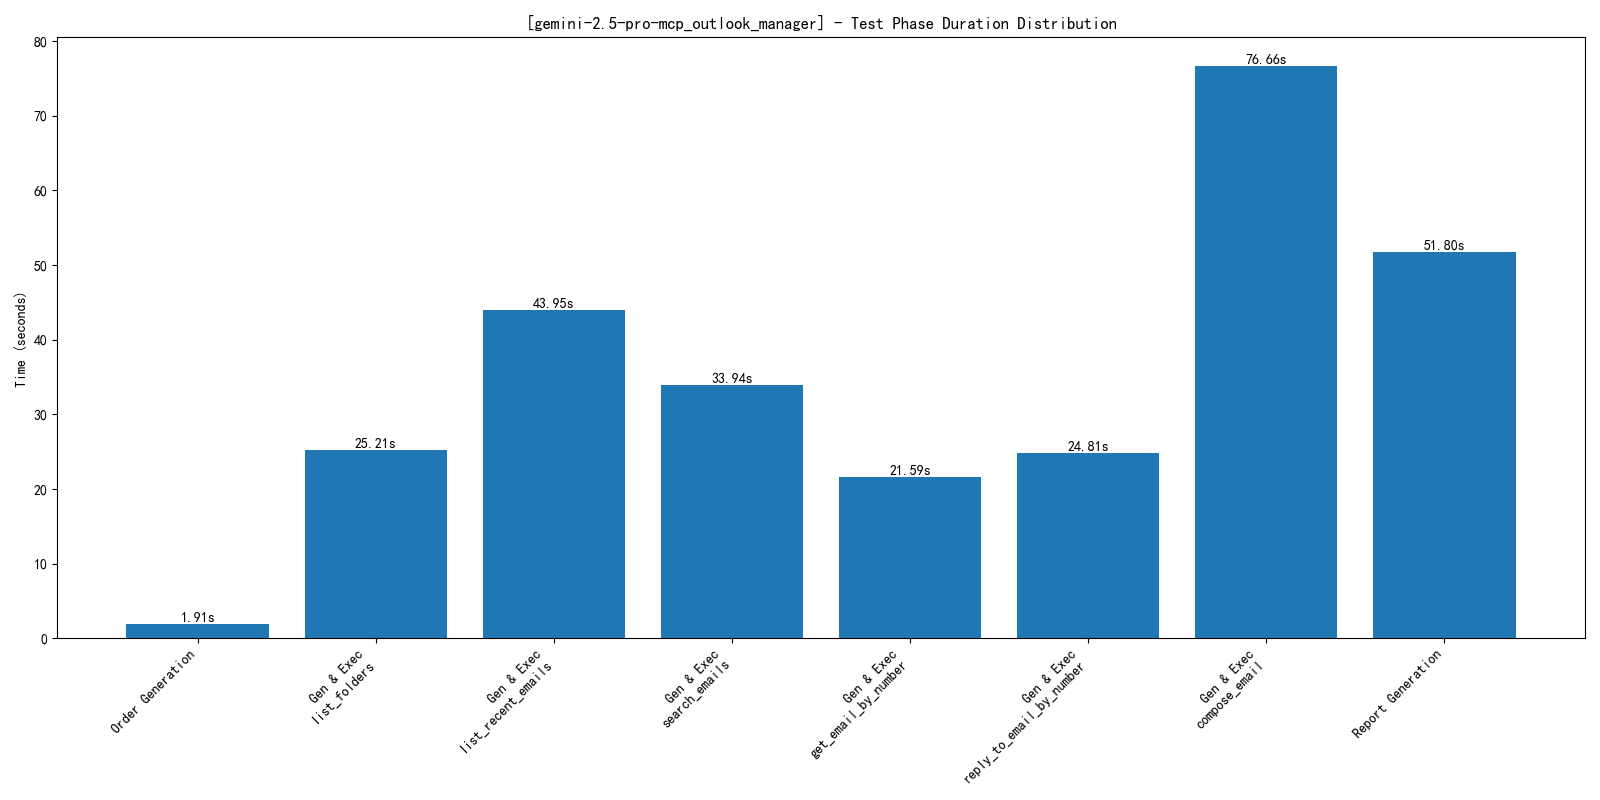 [gemini-2.5-pro-mcp_outlook_manager] - Test Phase Duration Distribution
Time (seconds)
80
70
60
50
40
30
20
10
0
1.91s
25.21s
43.95s
33.94s
21.59s
24.81s
76.66s
51.80s
Order Generation
Gen & Exec
list_folders
Gen & Exec
list_recent_emails
Gen & Exec
search_emails
Gen & Exec
get_email_by_number
Gen & Exec
reply_to_email_by_number
Gen & Exec
compose_email
Report Generation